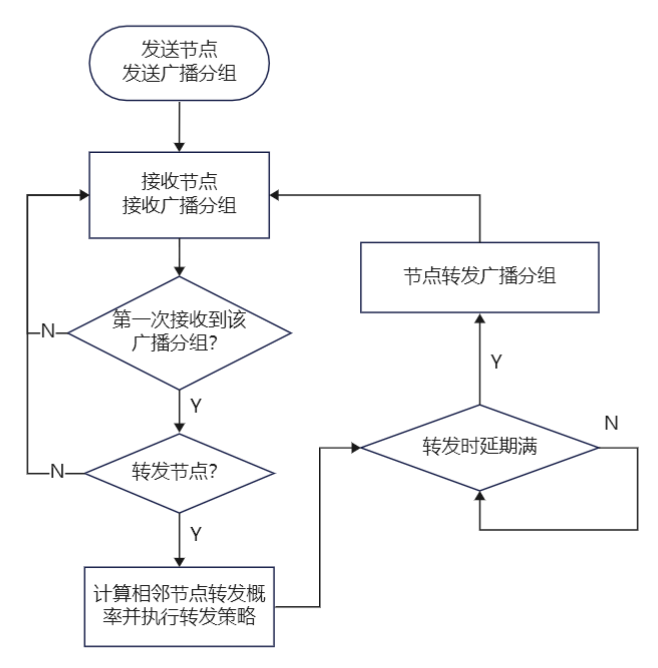 发送节点
发送广播分组
接收节点
接收广播分组
节点转发广播分组
第一次接收到该
广播分组?
N
Y
Y
N
转发时延期满
转发节点?
N
Y
计算相邻节点转发概
率并执行转发策略